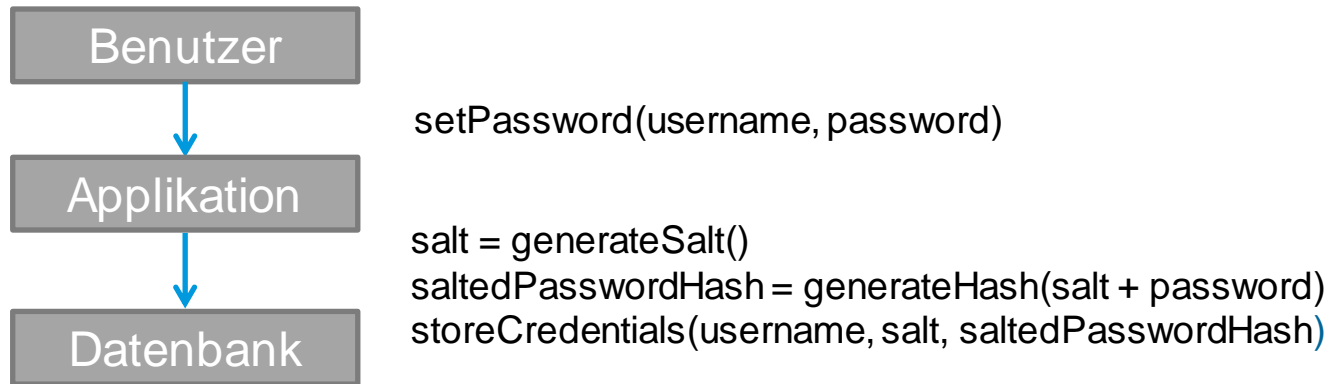 Benutzer
setPassword(username, password)
Applikation
salt = generateSalt()
saltedPasswordHash = generateHash(salt + password)
storeCredentials(username, salt, saltedPasswordHash)
Datenbank